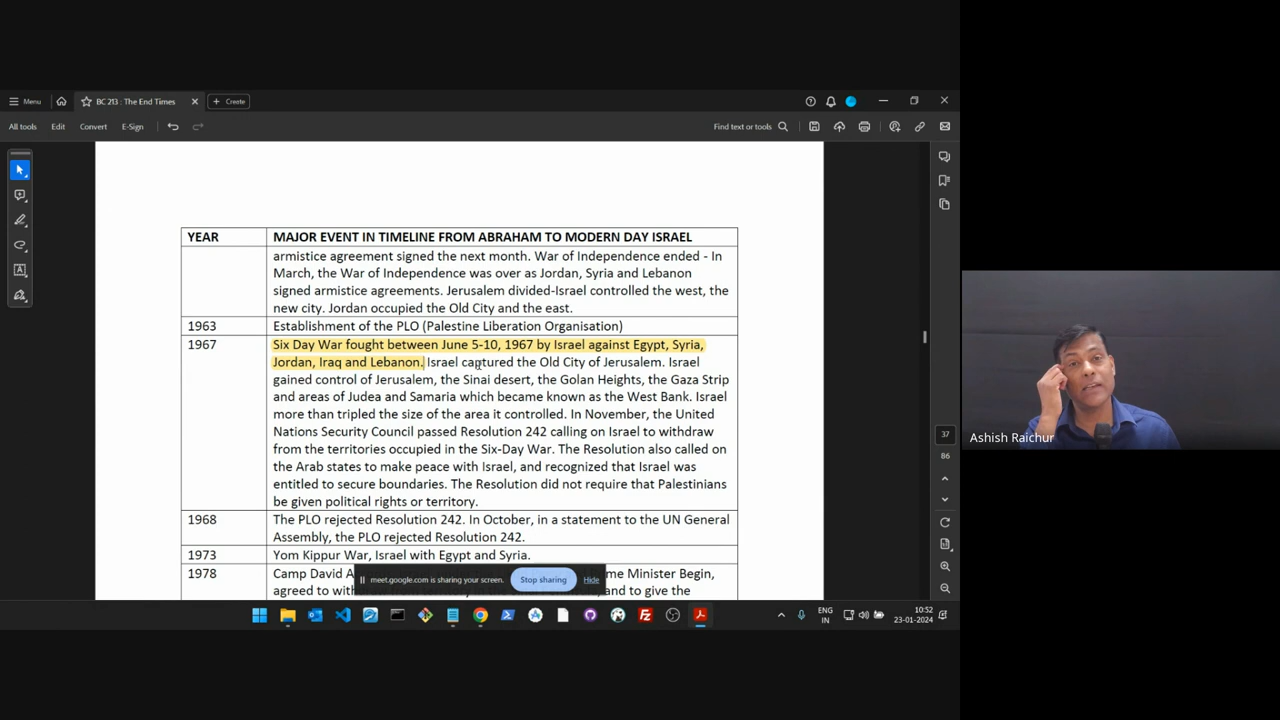 Menu
BC 213 : The End Times
Create
All tools
Edit
Convert
E-Sign
Find text or tools
YEAR
MAJOR EVENT IN TIMELINE FROM ABRAHAM TO MODERN DAY ISRAEL
armistice agreement signed the next month. War of Independence ended - In
March, the War of Independence was over as Jordan, Syria and Lebanon
signed armistice agreements. Jerusalem divided-Israel controlled the west, the
new city. Jordan occupied the Old City and the east.
1963
Establishment of the PLO (Palestine Liberation Organisation)
1967
Six Day War fought between June 5-10, 1967 by Israel against Egypt, Syria,
Jordan, Iraq and Lebanon. Israel captured the Old City of Jerusalem. Israel
gained control of Jerusalem, the Sinai desert, the Golan Heights, the Gaza Strip
and areas of Judea and Samaria which became known as the West Bank. Israel
more than tripled the size of the area it controlled. In November, the United
Nations Security Council passed Resolution 242 calling on Israel to withdraw
from the territories occupied in the Six-Day War. The Resolution also called on
the Arab states to make peace with Israel, and recognized that Israel was
entitled to secure boundaries. The Resolution did not require that Palestinians
be given political rights or territory.
1968
The PLO rejected Resolution 242. In October, in a statement to the UN General
Assembly, the PLO rejected Resolution 242.
1973
Yom Kippur War, Israel with Egypt and Syria.
1978
Camp David A Minister Begin,
agreed to and to give the
meet.google.com is sharing your screen.
Stop sharing
Hide
37
86
ENG
IN
10:52
23-01-2024
Ashish Raichur